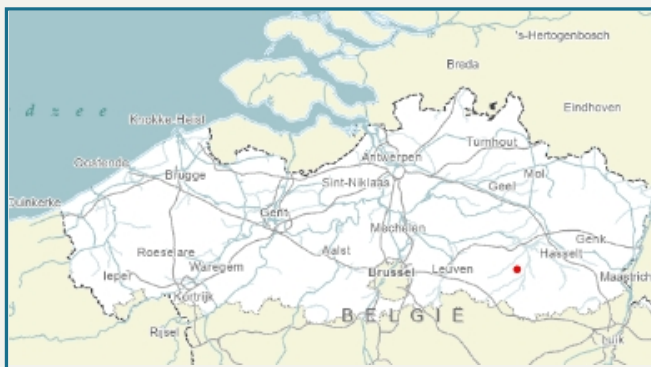 's-Hertogenbosch
Breda
Eindhoven
dzee
Knokke-Heist
Turnhout
Antwerpen
Oostende
Mol
Brugge
Sint-Niklaas
Geel
Duinkerke
Gent
Mechelen
Genk
Roeselare
Aalst
Hasselt
Ieper
Waregem
Brussel
Leuven
Maastrich
Kortrijk
BELGIË
Rijsel
Luik